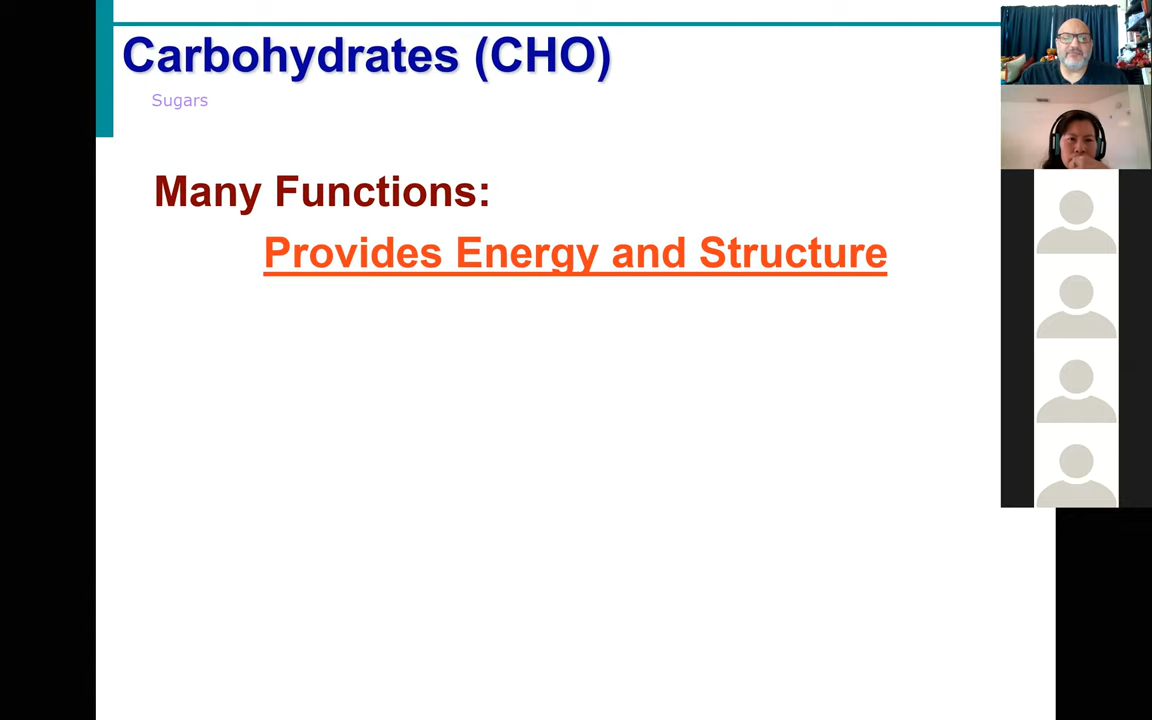 Carbohydrates (CHO)
Sugars
Many Functions:
Provides Energy and Structure